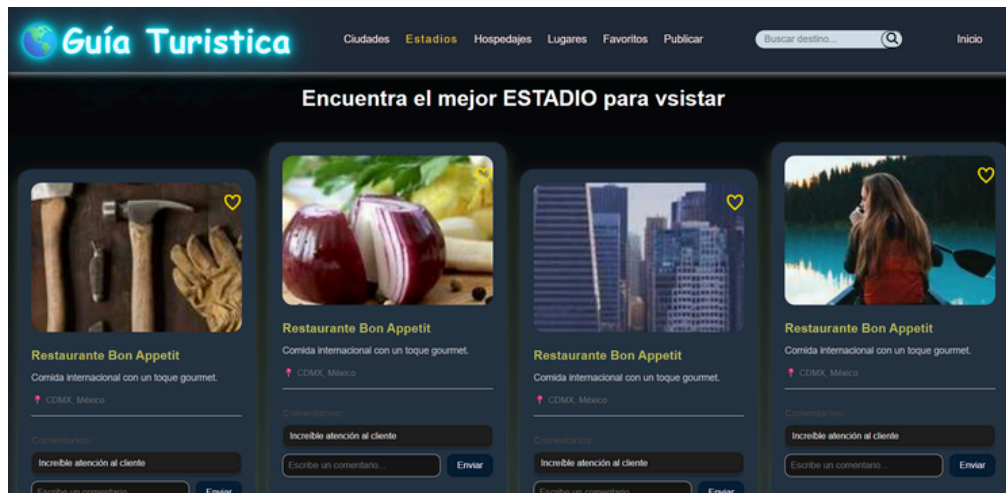 Guía Turistica
Ciudades Estadios Hospedajes Lugares Favoritos Publicar
Buscar destino...
Inicio
Encuentra el mejor ESTADIO para vsistar
Restaurante Bon Appetit
Comida internacional con un toque gourmet.
CDMX, México
Comentarios:
Increíble atención al cliente
Escribe un comentario...
Enviar
Restaurante Bon Appetit
Comida internacional con un toque gourmet.
CDMX, México
Comentarios:
Increíble atención al cliente
Escribe un comentario...
Enviar
Restaurante Bon Appetit
Comida internacional con un toque gourmet.
CDMX, México
Comentarios:
Increíble atención al cliente
Escribe un comentario...
Enviar
Restaurante Bon Appetit
Comida internacional con un toque gourmet.
CDMX, México
Comentarios:
Increíble atención al cliente
Escribe un comentario...
Enviar